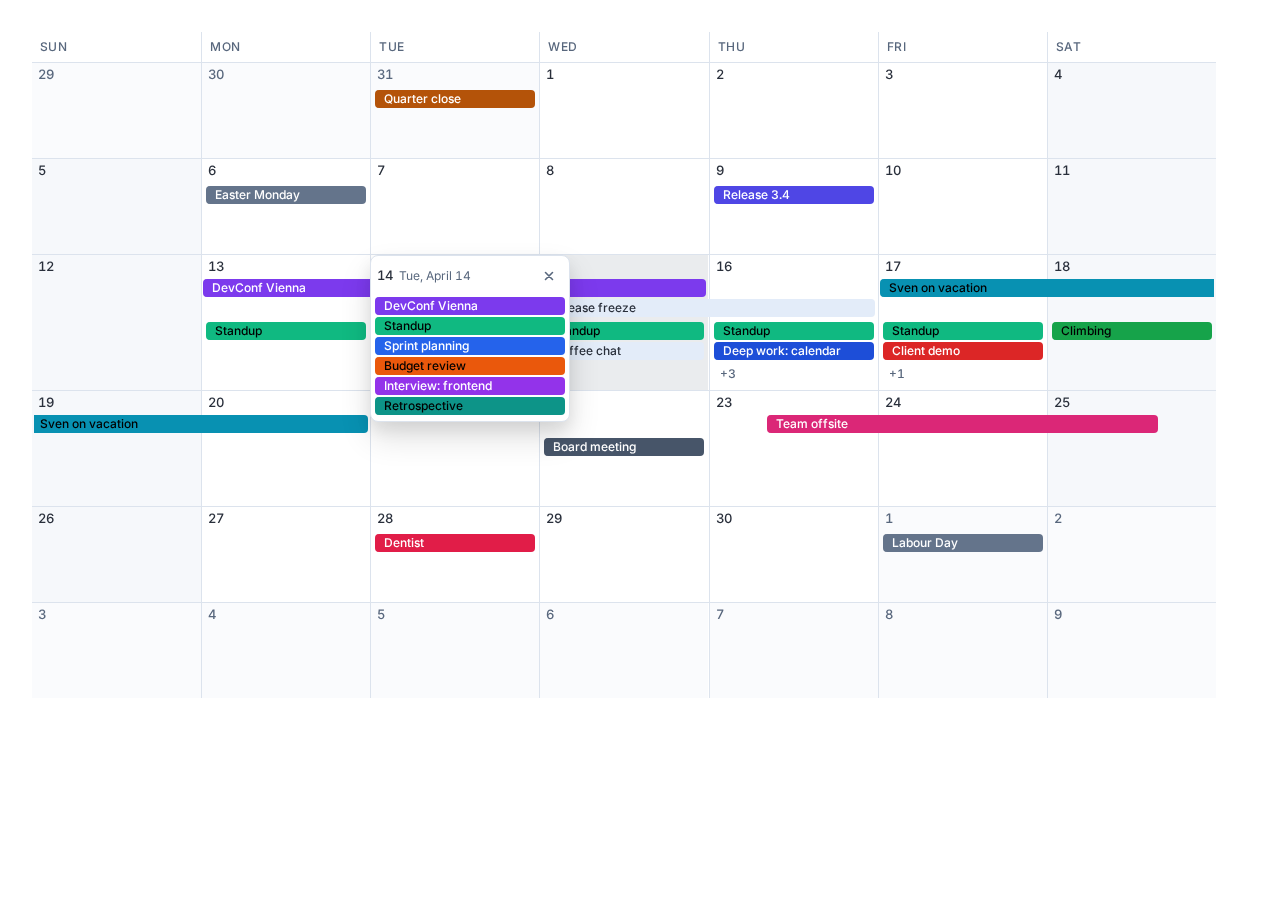 SUN MON TUE WED THU FRI SAT
29 30 31 1 2 3 4
Quarter close
5 6 7 8 9 10 11
Easter Monday Release 3.4
12 13 16 17 18
DevConf Vienna Sven on vacation
ease freeze
Standup ndup Standup Standup Climbing
ffee chat Deep work: calendar Client demo
+3 +1
14 Tue, April 14
DevConf Vienna
Standup
Sprint planning
Budget review
Interview: frontend
Retrospective
19 20 23 24 25
Sven on vacation Team offsite
Board meeting
26 27 28 29 30 1 2
Dentist Labour Day
3 4 5 6 7 8 9